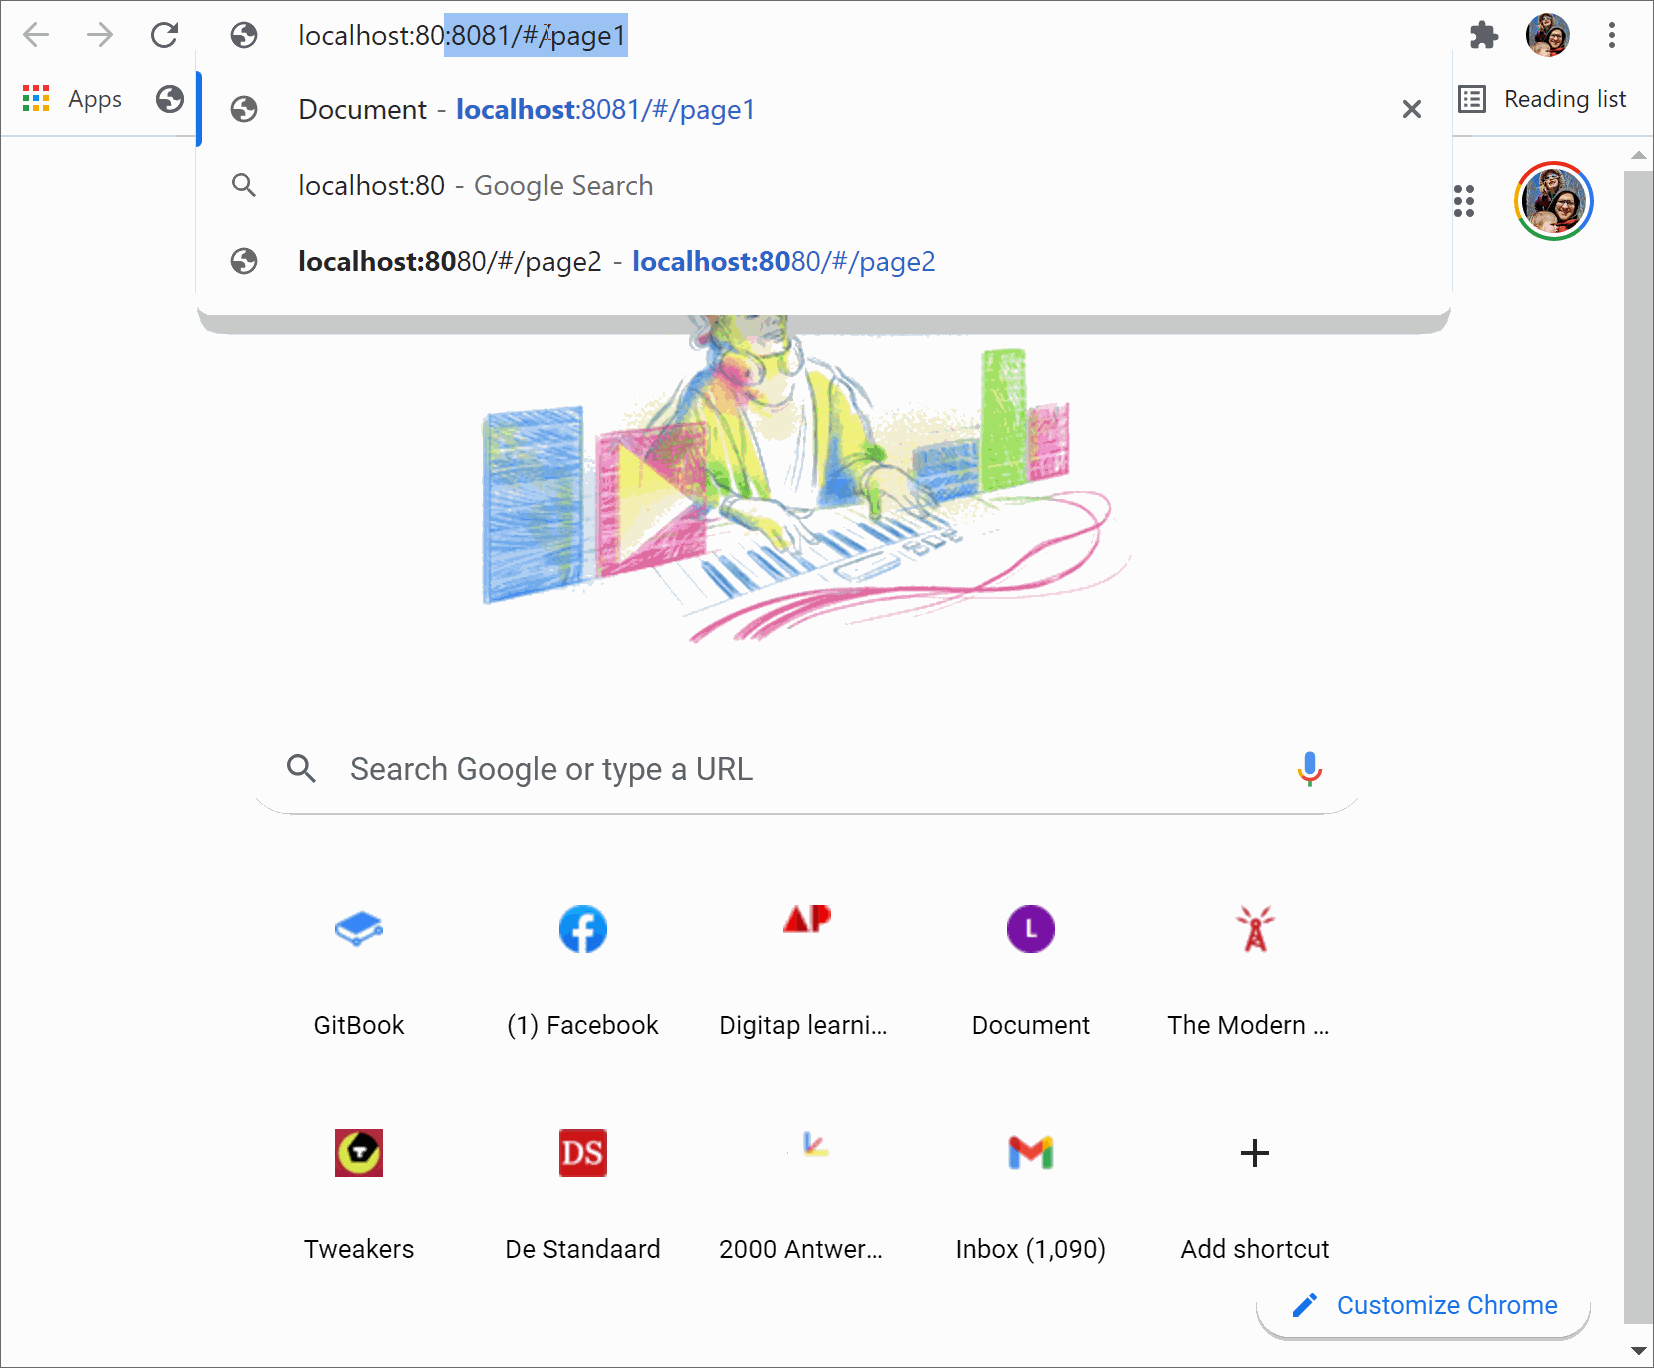 localhost:80:8081/#/page1
Apps
Document - localhost:8081/#/page1
Reading list
localhost:80 - Google Search
localhost:8080/#/page2 - localhost:8080/#/page2
Search Google or type a URL
L
GitBook
(1) Facebook
Digitap learni...
Document
The Modern ...
AP
T
DS
Tweakers
De Standaard
2000 Antwer...
Inbox (1,090)
Add shortcut
Customize Chrome